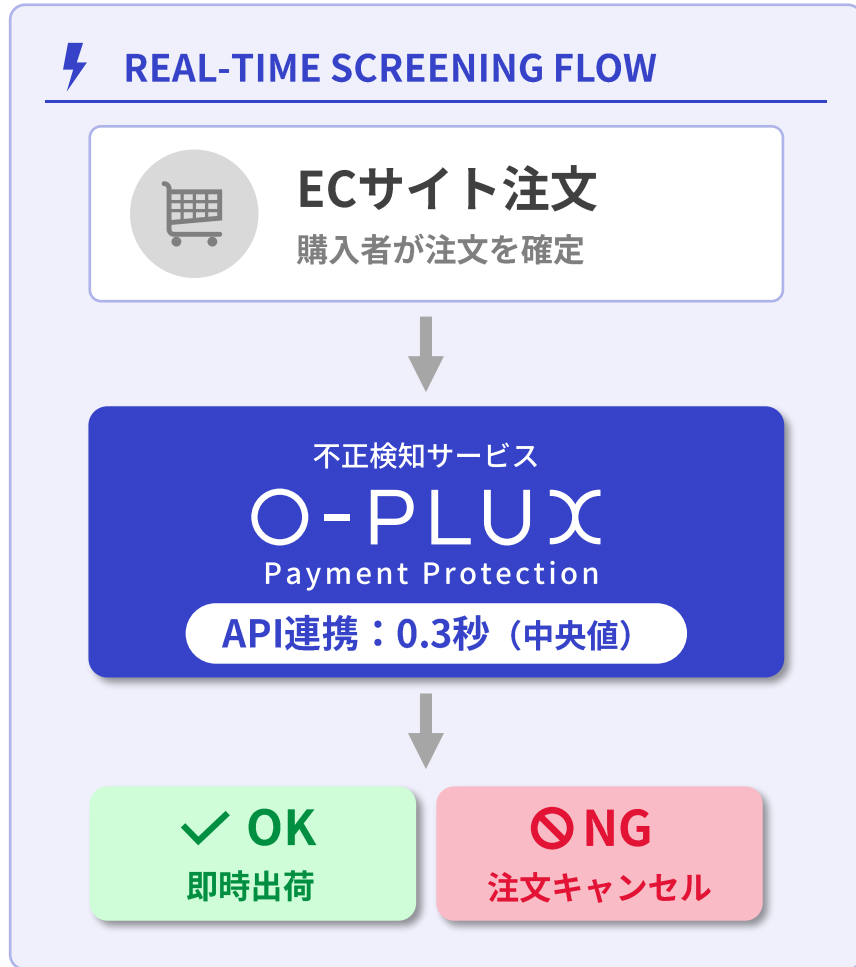 REAL-TIME SCREENING FLOW
ECサイト注文
購入者が注文を確定
不正検知サービス
O-PLUX
Payment Protection
API連携：0.3秒（中央値）
OK
即時出荷
NG
注文キャンセル